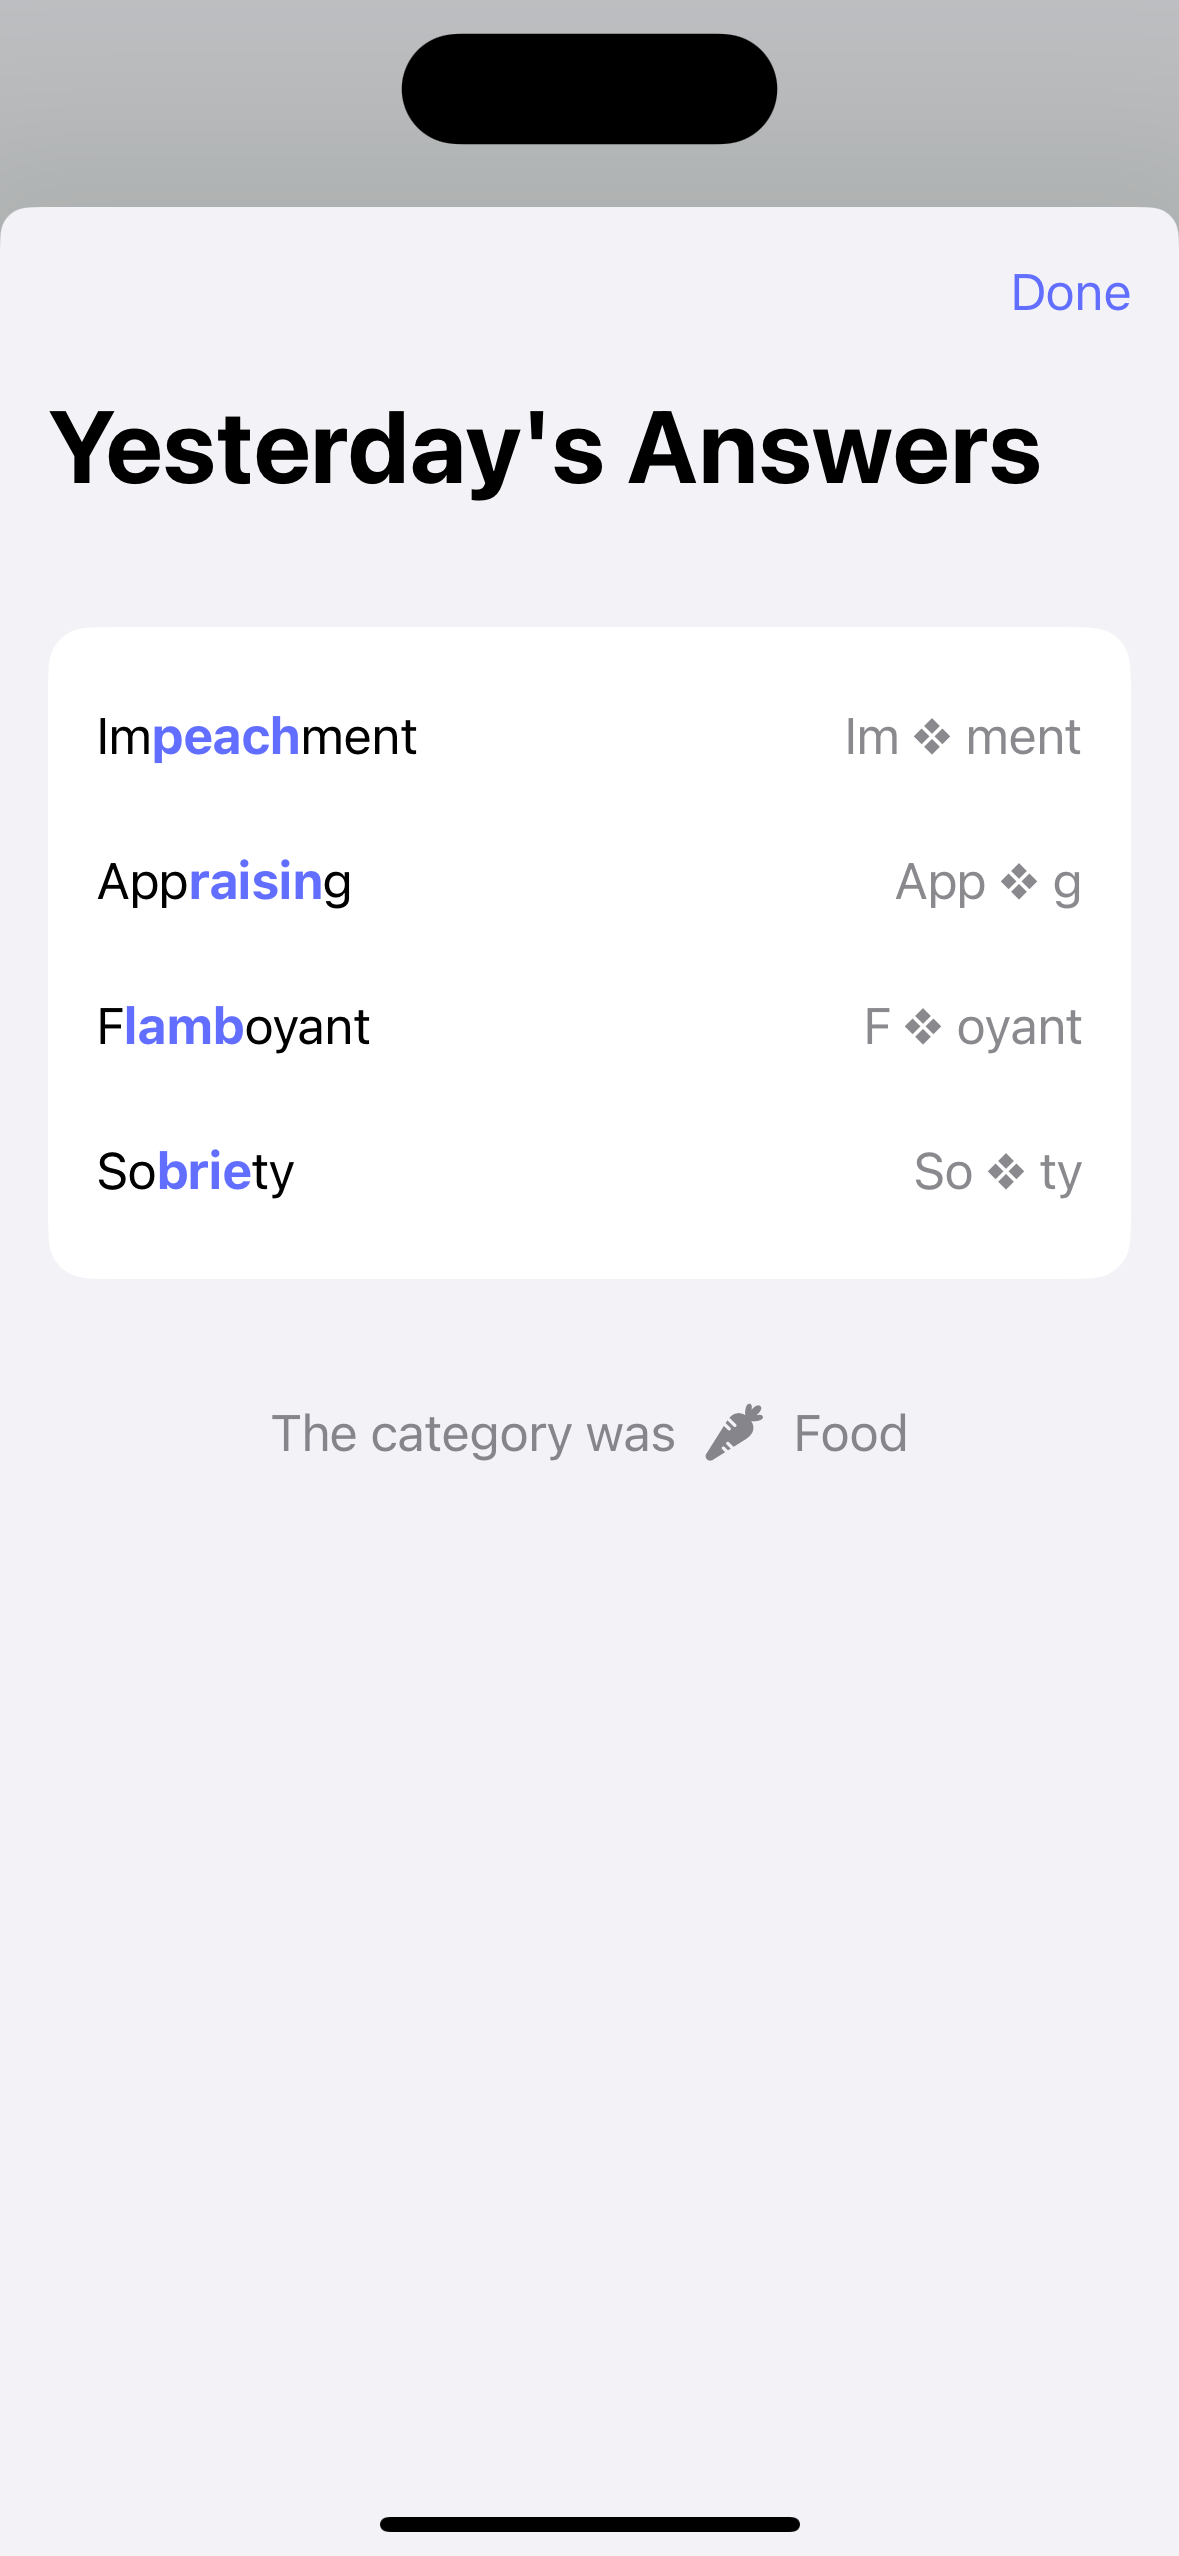 Done
Yesterday's Answers
Impeachment Im ❖ ment
Appraising App ❖ g
Flamboyant F ❖ oyant
Sobriety So ❖ ty
The category was Food